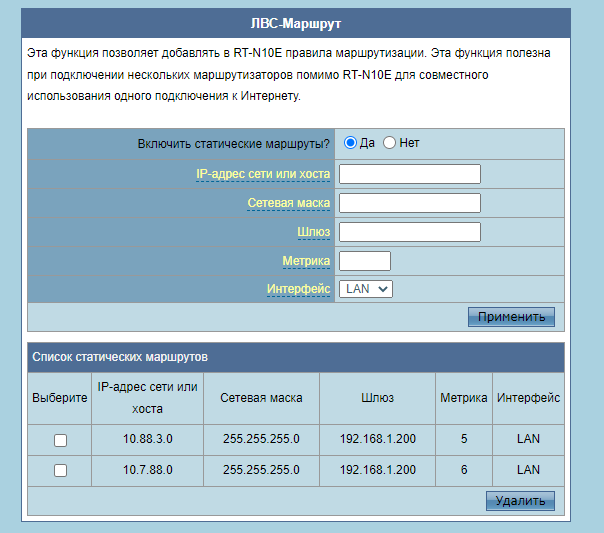 ЛВС-Маршрут
Эта функция позволяет добавлять в RT-N10E правила маршрутизации. Эта функция полезна
при подключении нескольких маршрутизаторов помимо RT-N10E для совместного
использования одного подключения к Интернету.
Включить статические маршруты? Да Нет
IP-адрес сети или хоста
Сетевая маска
Шлюз
Метрика
Интерфейс LAN
Применить
Список статических маршрутов
Выберите IP-адрес сети или хоста Сетевая маска Шлюз Метрика Интерфейс
10.88.3.0 255.255.255.0 192.168.1.200 5 LAN
10.7.88.0 255.255.255.0 192.168.1.200 6 LAN
Удалить